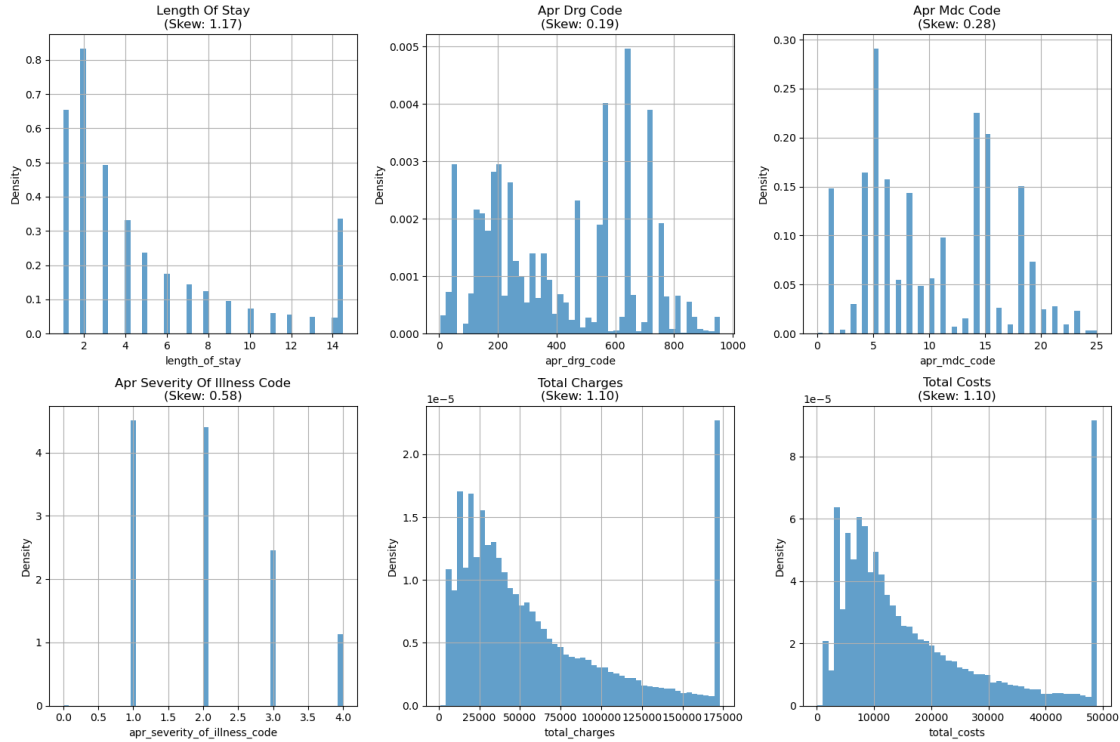 Length Of Stay
(Skew: 1.17)
Density
0.8
0.7
0.6
0.5
0.4
0.3
0.2
0.1
0.0
2 4 6 8 10 12 14
length_of_stay
Apr Drg Code
(Skew: 0.19)
Density
0.005
0.004
0.003
0.002
0.001
0.000
0 200 400 600 800 1000
apr_drg_code
Apr Mdc Code
(Skew: 0.28)
Density
0.30
0.25
0.20
0.15
0.10
0.05
0.00
0 5 10 15 20 25
apr_mdc_code
Apr Severity Of Illness Code
(Skew: 0.58)
Density
4
3
2
1
0
0.0 0.5 1.0 1.5 2.0 2.5 3.0 3.5 4.0
apr_severity_of_illness_code
Total Charges
(Skew: 1.10)
1e−5
Density
2.0
1.5
1.0
0.5
0.0
25000 50000 75000 100000 125000 150000 175000
total_charges
Total Costs
(Skew: 1.10)
1e−5
Density
8
6
4
2
0
0 10000 20000 30000 40000 50000
total_costs